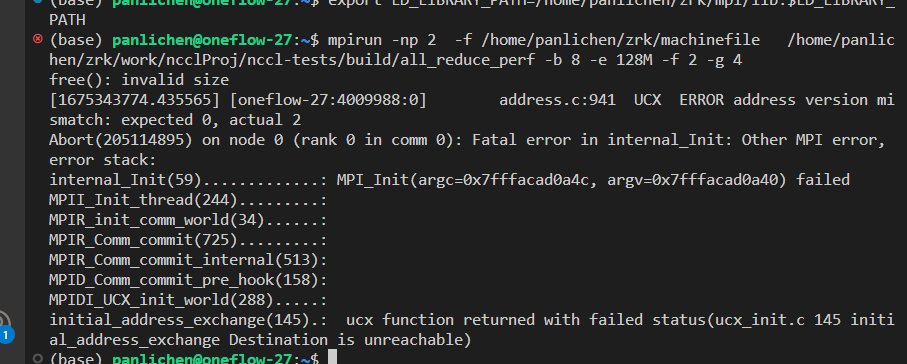 (base) panlichen@oneflow-27:~$ export LD_LIBRARY_PATH=/home/panlichen/zrk/mpi/lib:$LD_LIBRARY_
PATH
(base) panlichen@oneflow-27:~$ mpirun -np 2  -f /home/panlichen/zrk/machinefile   /home/panlic
hen/zrk/work/ncclProj/nccl-tests/build/all_reduce_perf -b 8 -e 128M -f 2 -g 4
free(): invalid size
[1675343774.435565] [oneflow-27:4009988:0]        address.c:941  UCX  ERROR address version mi
smatch: expected 0, actual 2
Abort(205114895) on node 0 (rank 0 in comm 0): Fatal error in internal_Init: Other MPI error,
error stack:
internal_Init(59).............: MPI_Init(argc=0x7fffacad0a4c, argv=0x7fffacad0a40) failed
MPII_Init_thread(244).........:
MPIR_init_comm_world(34)......:
MPIR_Comm_commit(725).........:
MPIR_Comm_commit_internal(513):
MPID_Comm_commit_pre_hook(158):
MPIDI_UCX_init_world(288).....:
initial_address_exchange(145).:  ucx function returned with failed status(ucx_init.c 145 initi
al_address_exchange Destination is unreachable)
1
(base) panlichen@oneflow-27:~$